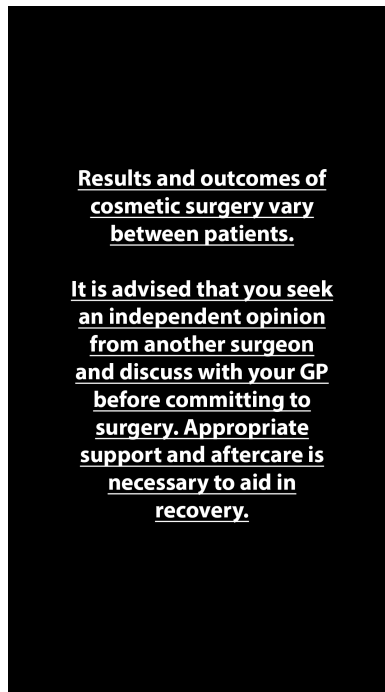 Results and outcomes of
cosmetic surgery vary
between patients.
It is advised that you seek
an independent opinion
from another surgeon
and discuss with your GP
before committing to
surgery. Appropriate
support and aftercare is
necessary to aid in
recovery.